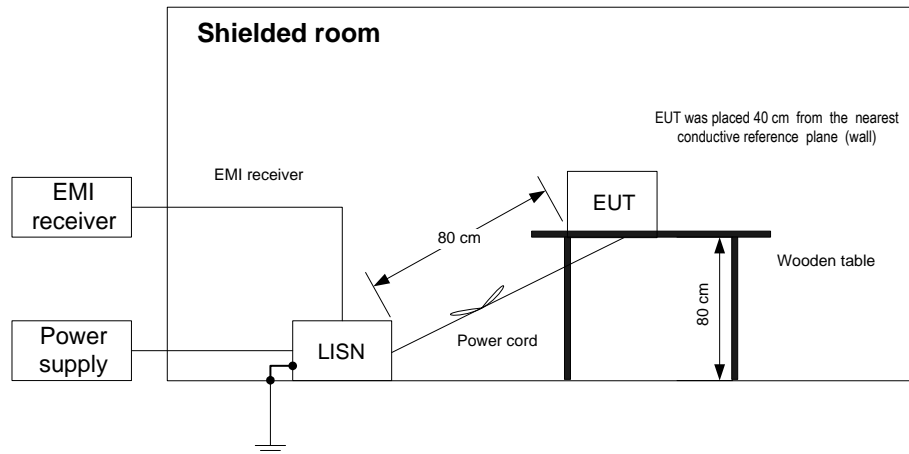 Shielded room
EUT was placed 40 cm from the nearest
conductive reference plane (wall)
EMI receiver
EMI
receiver
EUT
80 cm
Wooden table
80 cm
Power
supply
LISN
Power cord